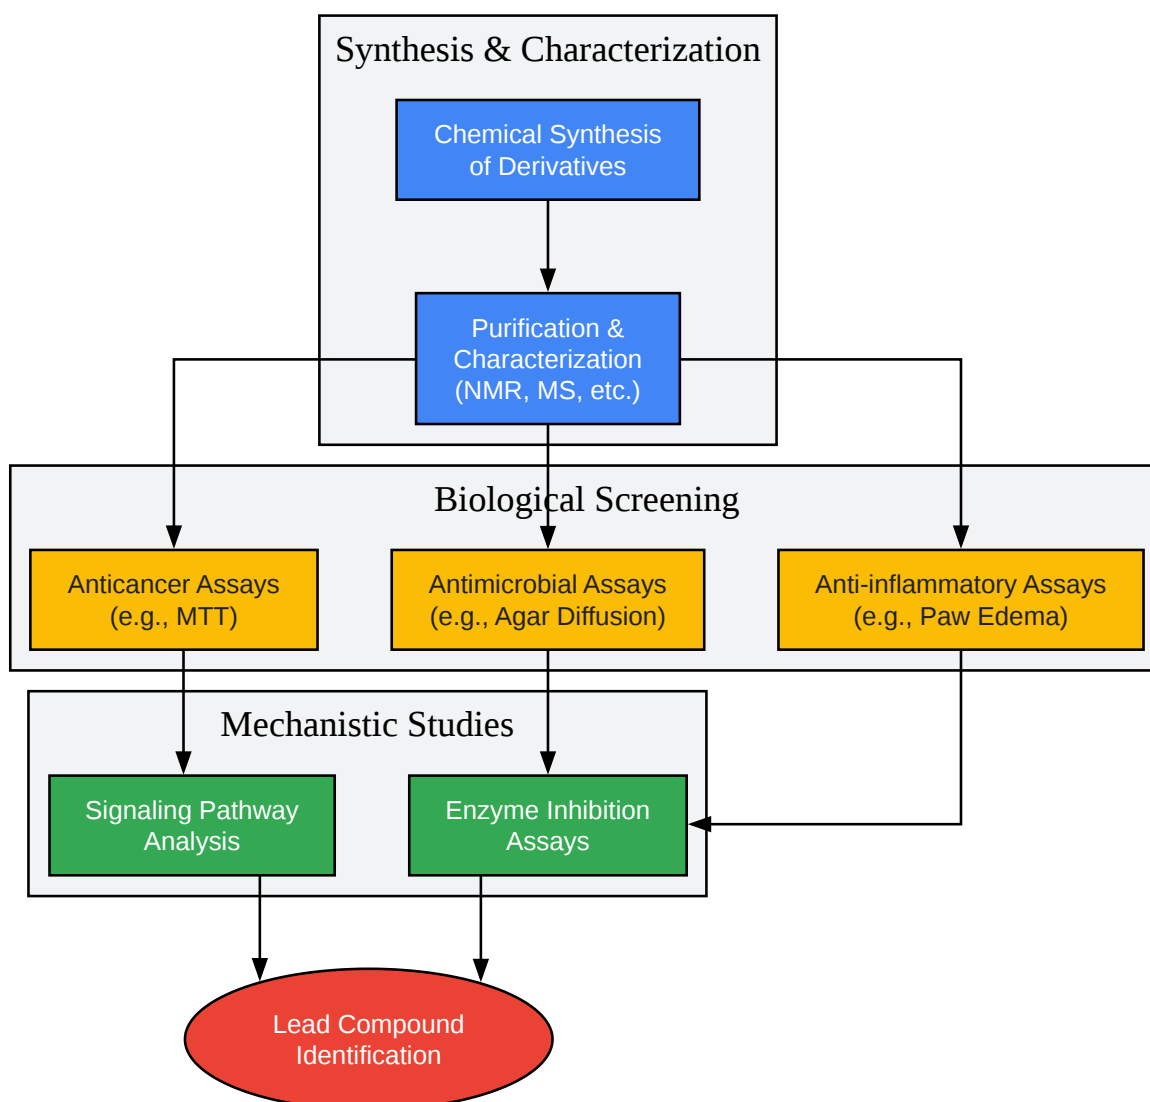 Synthesis & Characterization
Chemical Synthesis
of Derivatives
Purification &
Characterization
(NMR, MS, etc.)
Biological Screening
Anticancer Assays
(e.g., MTT)
Antimicrobial Assays
(e.g., Agar Diffusion)
Anti-inflammatory Assays
(e.g., Paw Edema)
Mechanistic Studies
Signaling Pathway
Analysis
Enzyme Inhibition
Assays
Lead Compound
Identification